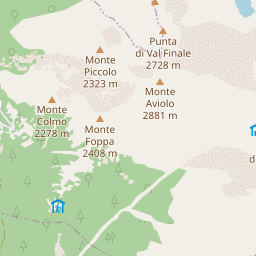 Punta
di Val Finale
2728 m
Monte
Piccolo
2323 m
Monte
Aviolo
2881 m
Monte
Colmo
2278 m
Monte
Foppa
2408 m
d